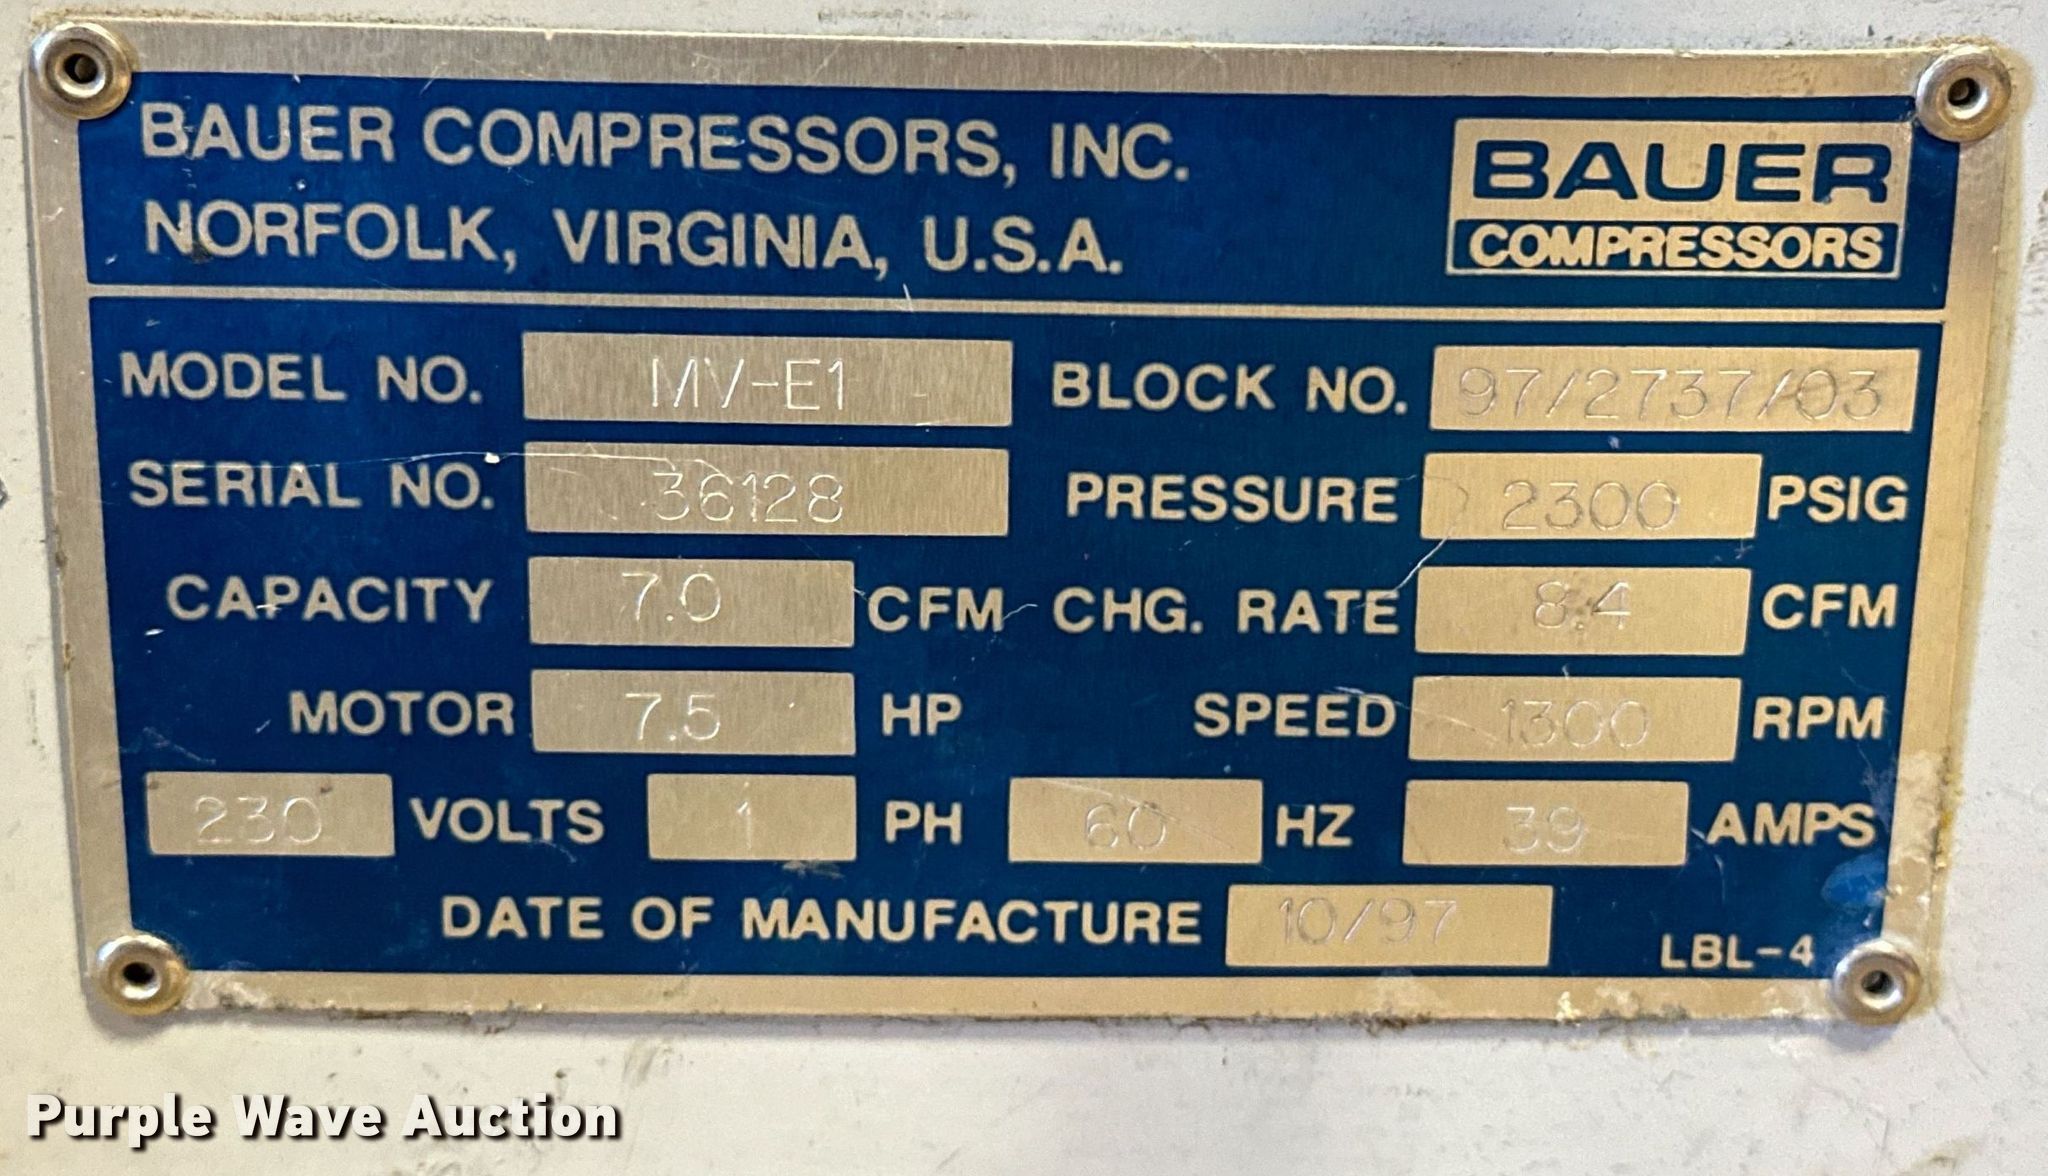 BAUER COMPRESSORS, INC.
NORFOLK, VIRGINIA, U.S.A.
BAUER
COMPRESSORS
MODEL NO. MV-E1 BLOCK NO. 97/2737/03
SERIAL NO. 36128 PRESSURE 2300 PSIG
CAPACITY 7.0 CFM CHG. RATE 8.4 CFM
MOTOR 7.5 HP SPEED 1300 RPM
230 VOLTS 1 PH 60 HZ 39 AMPS
DATE OF MANUFACTURE 10/97
LBL-4
Purple Wave Auction